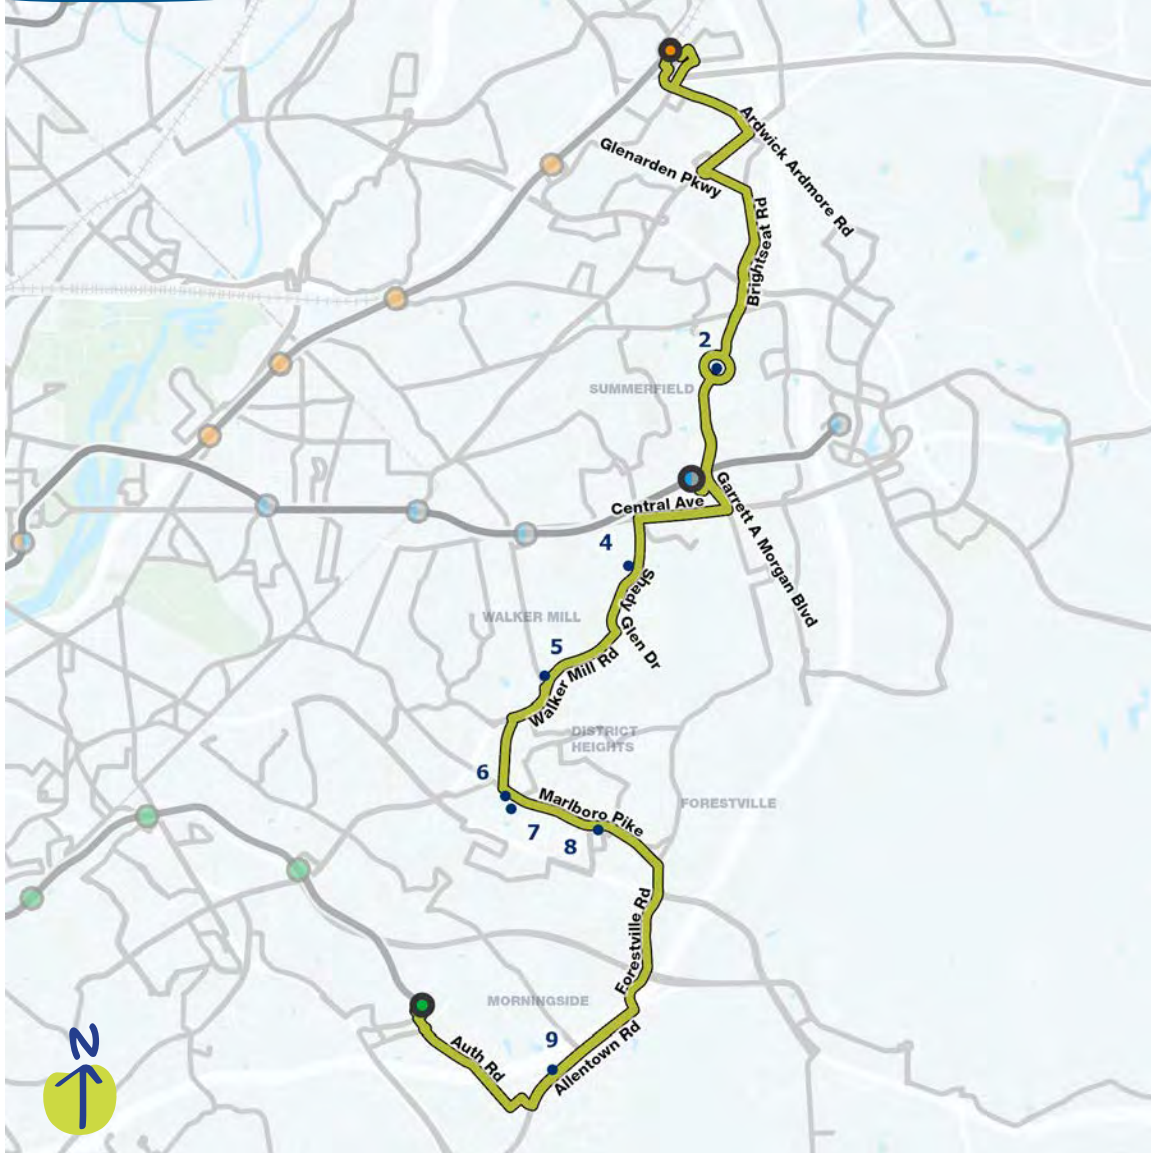 Ardwick Ardmore Rd
Glenarden Pkwy
Brightseat Rd
2
SUMMERFIELD
Garrett A Morgan Blvd
Central Ave
4
Shady Glen Dr
WALKER MILL
5
Walker Mill Rd
DISTRICT
HEIGHTS
6
Marlboro Pike
FORESTVILLE
7
8
Forestville Rd
MORNINGSIDE
9
Allentown Rd
Auth Rd
N